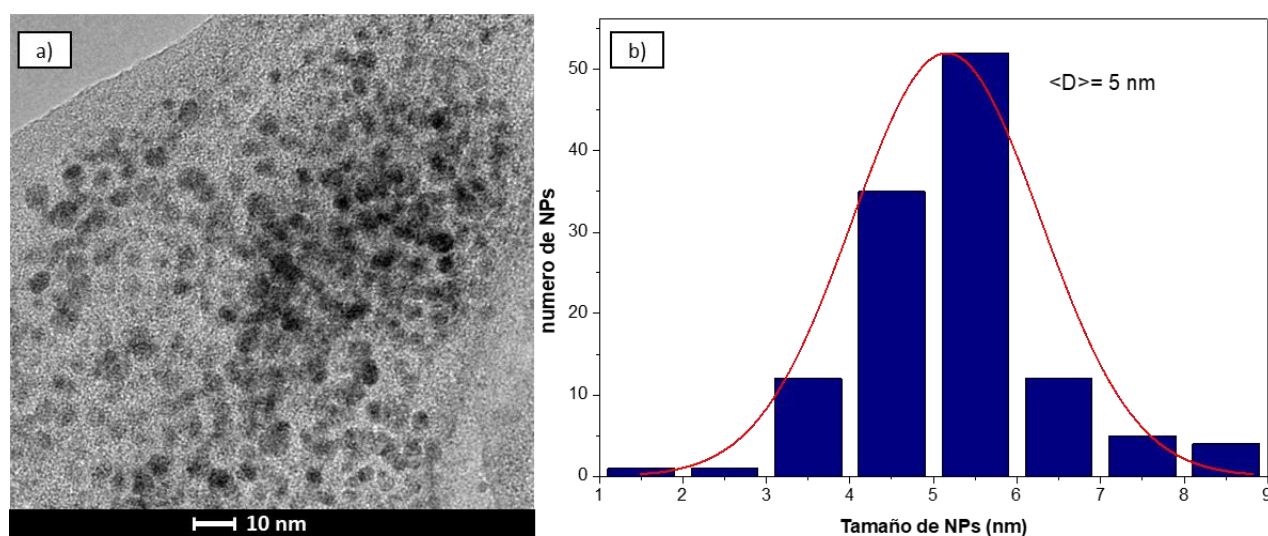 a)
10 nm
b)
<D>= 5 nm
numero de NPs
50
40
30
20
10
0
1 2 3 4 5 6 7 8 9
Tamaño de NPs (nm)